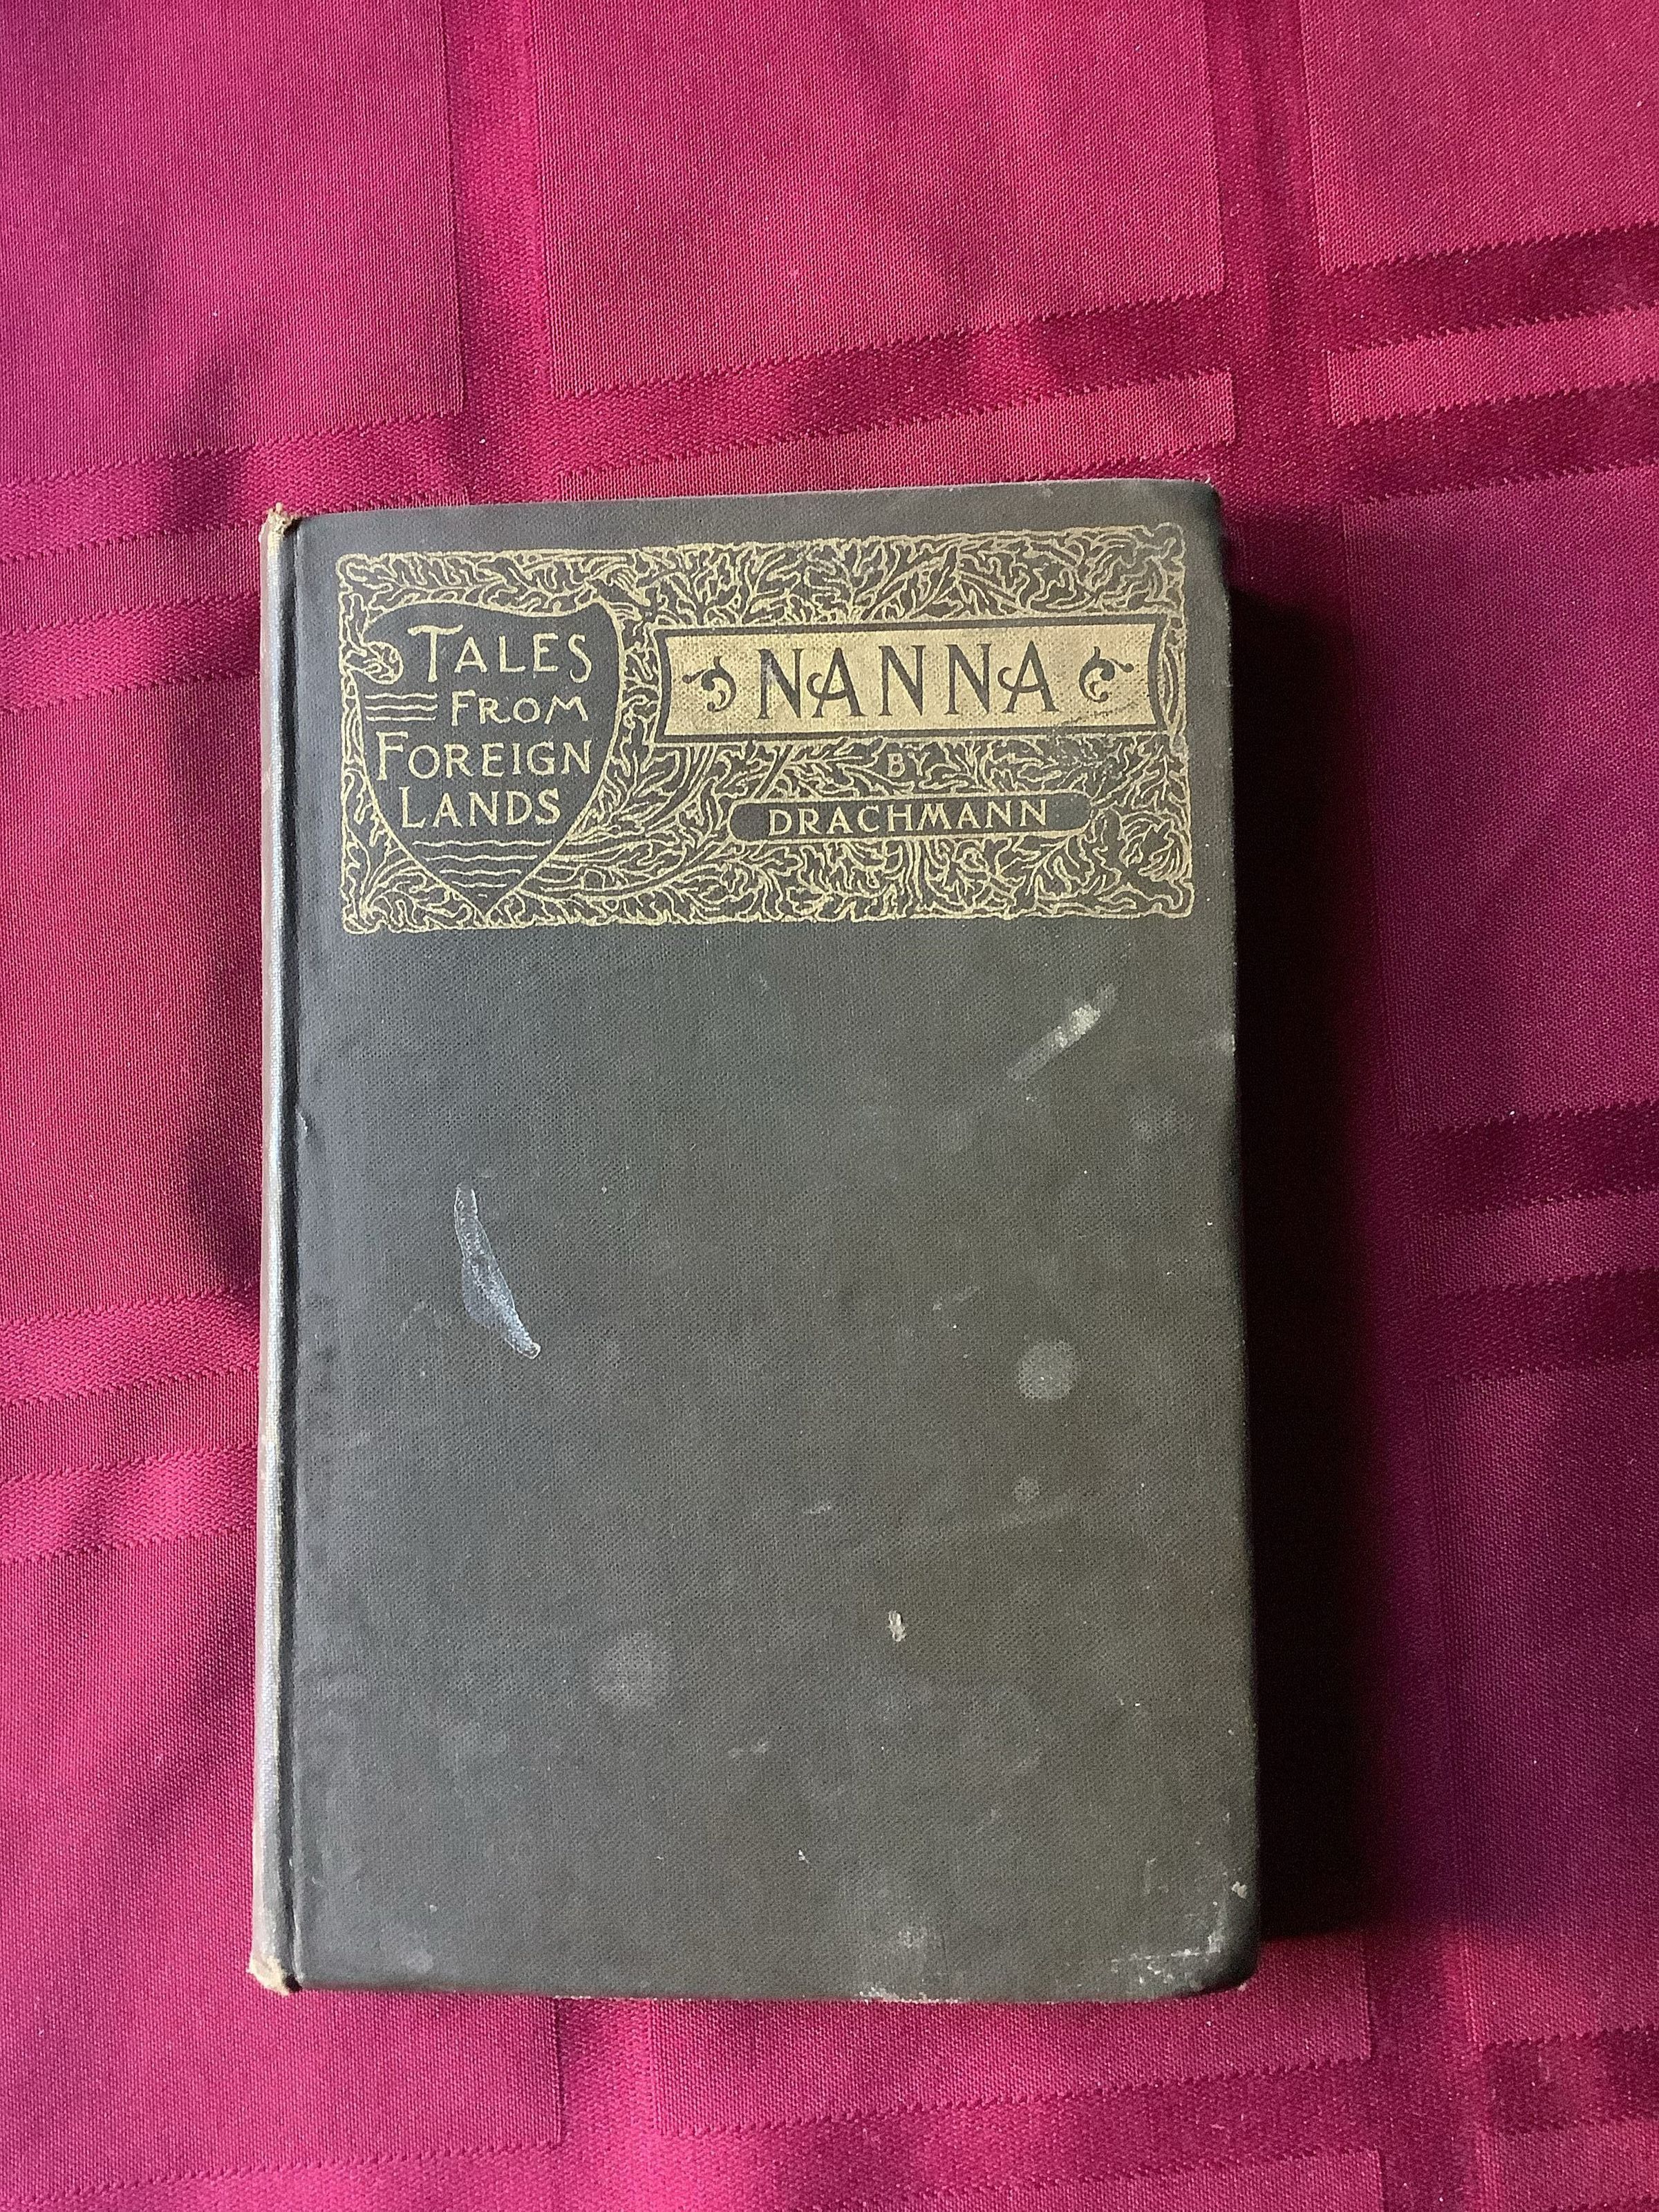 TALES
FROM
FOREIGN
LANDS
NANNA
BY
DRACHMANN